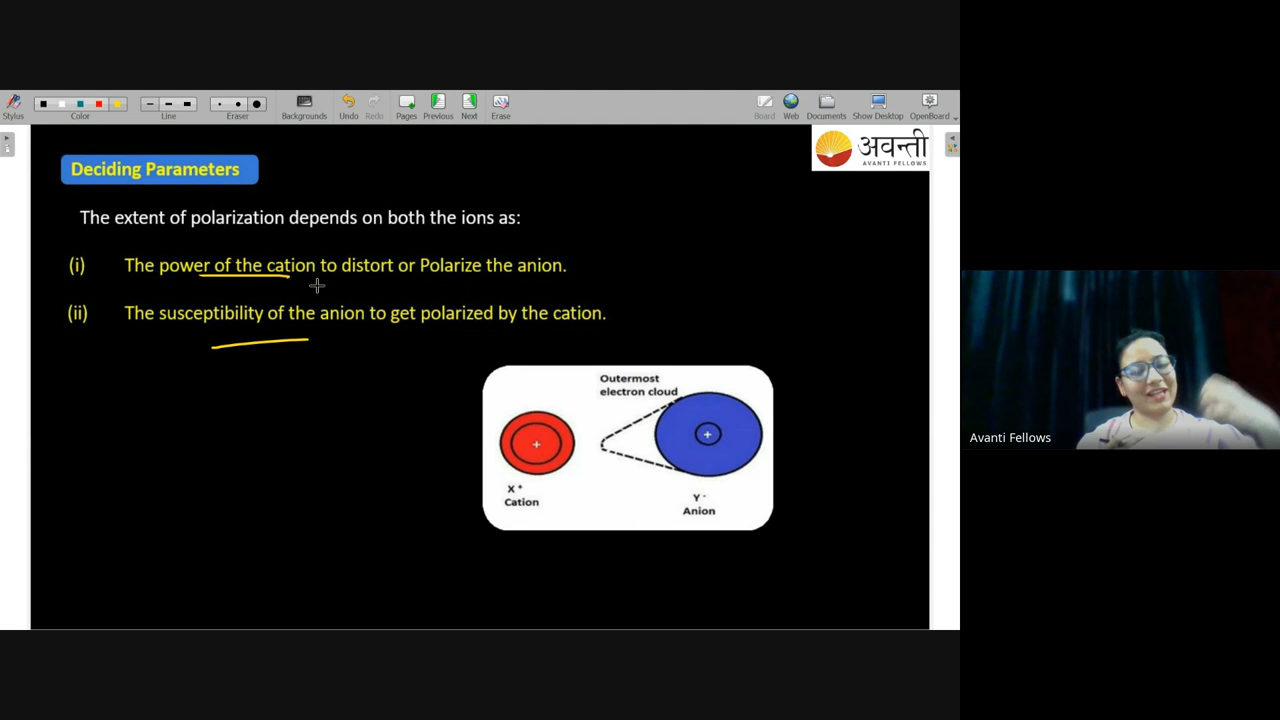 Stylus
Color
Line
Eraser
Backgrounds
Undo
Redo
Pages
Previous
Next
Erase
Board
Web
Documents
Show Desktop
OpenBoard
अवन्ती
AVANTI FELLOWS
Deciding Parameters
The extent of polarization depends on both the ions as:
(i) The power of the cation to distort or Polarize the anion.
(ii) The susceptibility of the anion to get polarized by the cation.
Outermost
electron cloud
+
+
X +
Cation
Y -
Anion
Avanti Fellows